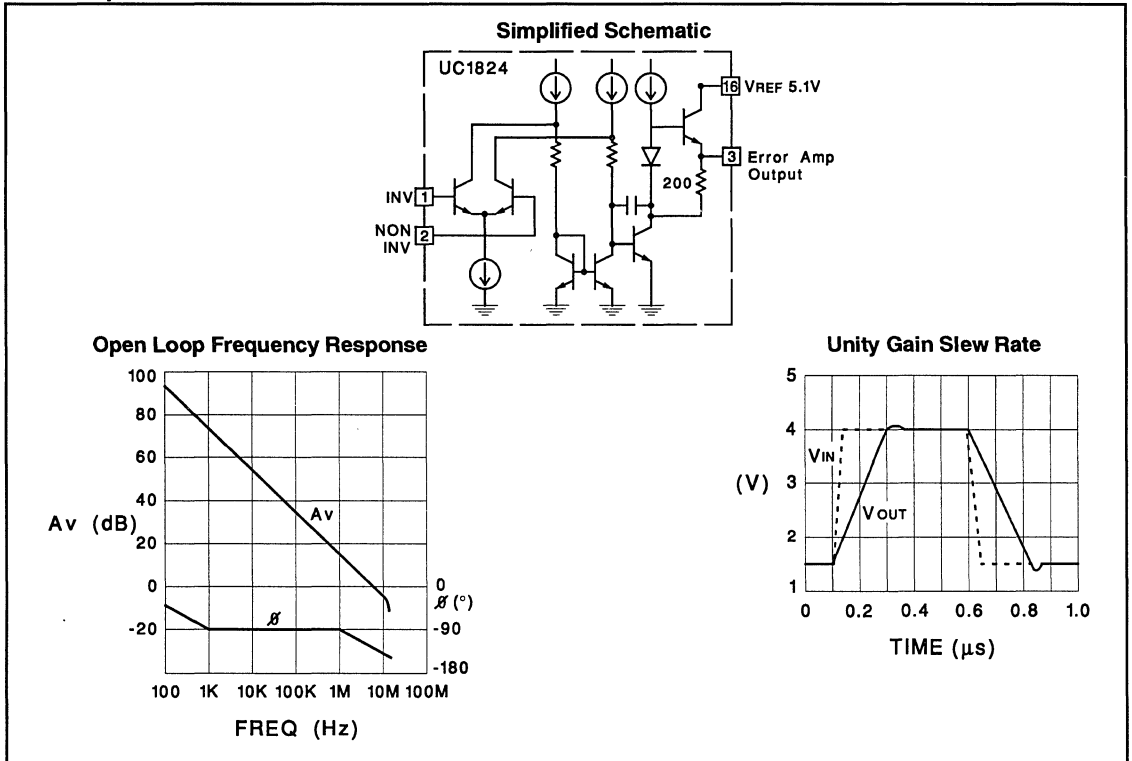 Simplified Schematic
UC1824
16 VREF 5.1V
3 Error Amp
Output
200
INV 1
NON 2
INV
Open Loop Frequency Response
100
80
60
40
20
0
-20
Av (dB)
Av
ø
0
ø (°)
-90
-180
100 1K 10K 100K 1M 10M 100M
FREQ (Hz)
Unity Gain Slew Rate
5
4
3
2
1
(V)
VIN
VOUT
0 0.2 0.4 0.6 0.8 1.0
TIME (µs)